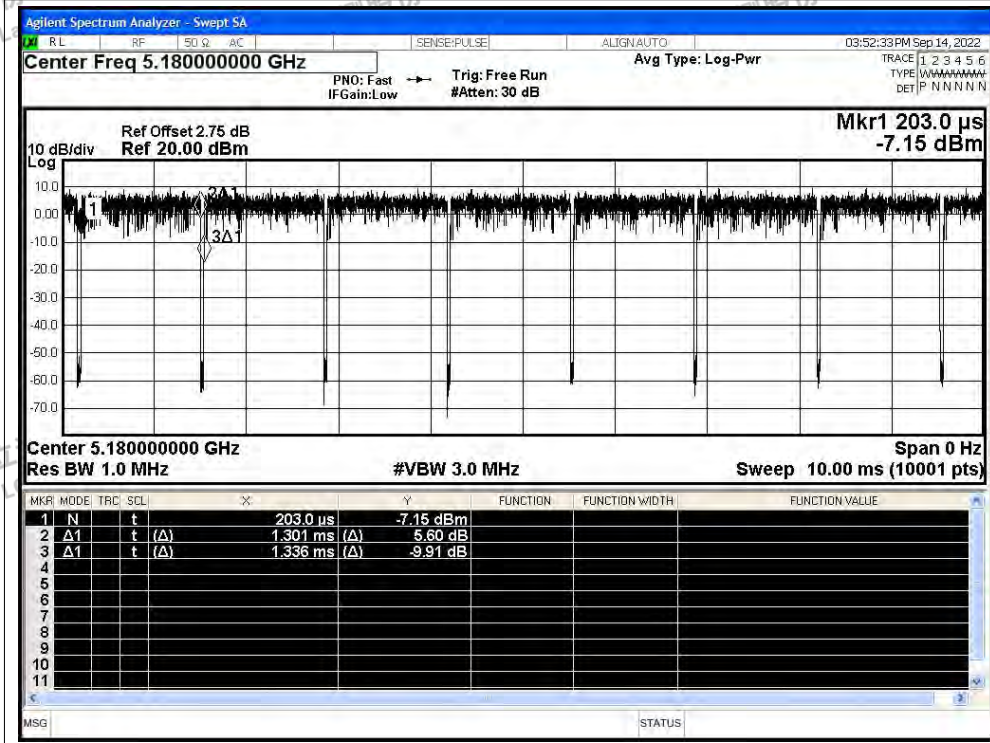 Agilent Spectrum Analyzer - Swept SA
RL RF 50 Ω AC SENSE:PULSE ALIGN AUTO 03:52:33 PM Sep 14, 2022
Center Freq 5.180000000 GHz Avg Type: Log-Pwr TRACE 1 2 3 4 5 6
PNO: Fast Trig: Free Run TYPE WWWWWW
IFGain:Low #Atten: 30 dB DET P N N N N N
Mkr1 203.0 µs
Ref Offset 2.75 dB
10 dB/div Ref 20.00 dBm -7.15 dBm
Log
10.0
0.00
-10.0
-20.0
-30.0
-40.0
-50.0
-60.0
-70.0
1
2Δ1
3Δ1
Center 5.180000000 GHz Span 0 Hz
Res BW 1.0 MHz #VBW 3.0 MHz Sweep 10.00 ms (10001 pts)
MKR MODE TRC SCL X Y FUNCTION FUNCTION WIDTH FUNCTION VALUE
1 N t 203.0 µs -7.15 dBm
2 Δ1 t (Δ) 1.301 ms (Δ) 5.60 dB
3 Δ1 t (Δ) 1.336 ms (Δ) -9.91 dB
4
5
6
7
8
9
10
11
MSG STATUS